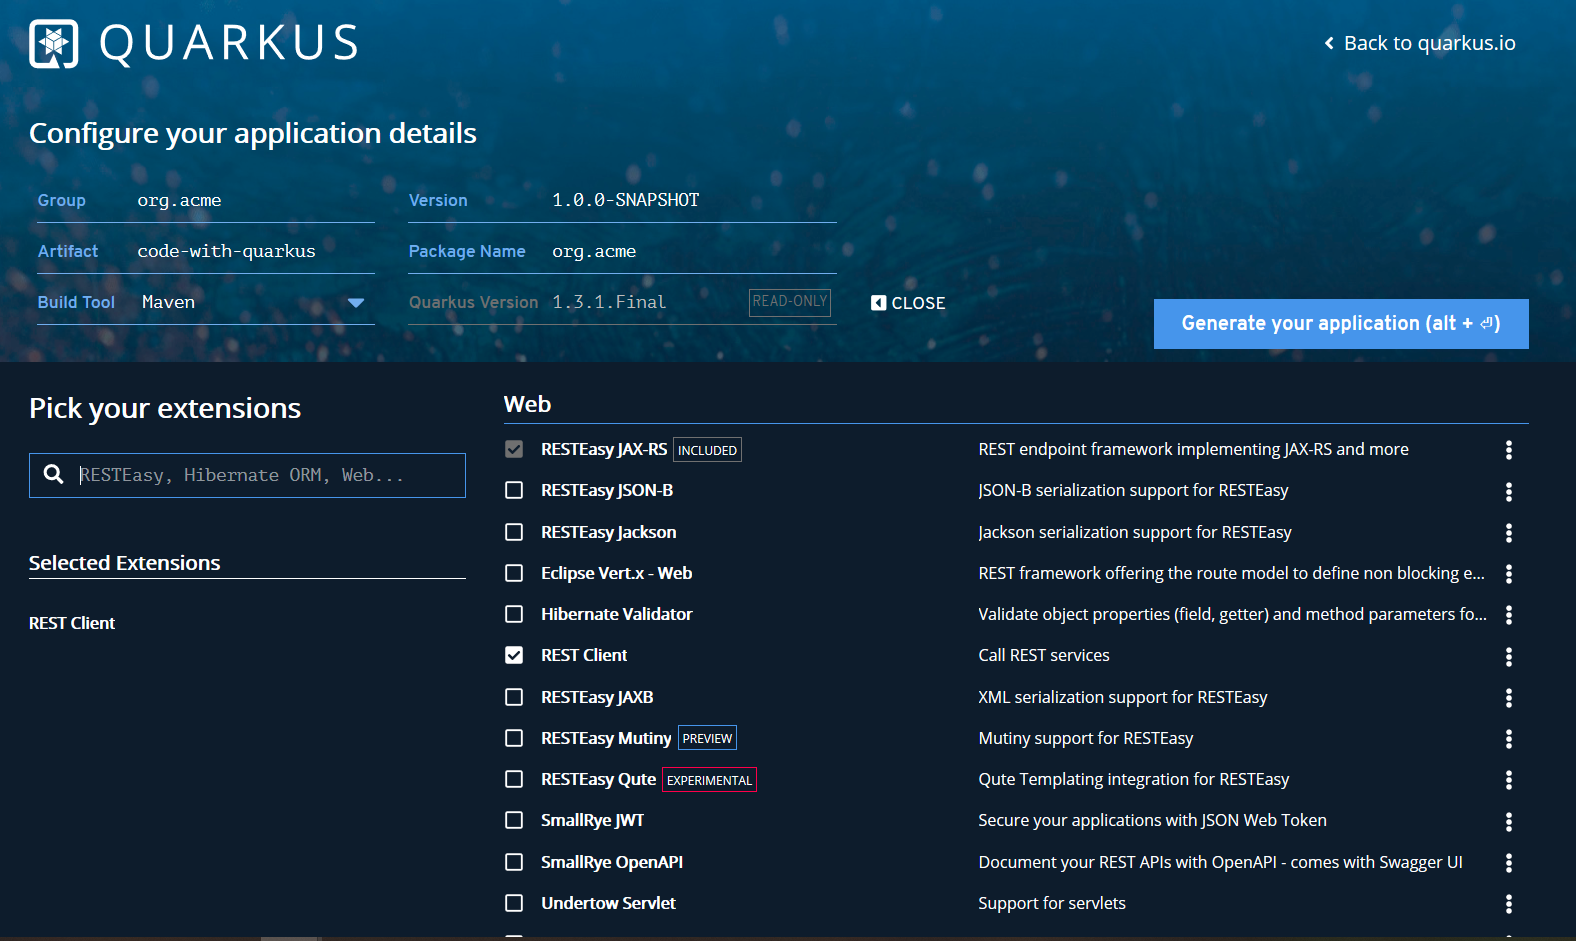 QUARKUS
Back to quarkus.io
Configure your application details
Group org.acme Version 1.0.0-SNAPSHOT
Artifact code-with-quarkus Package Name org.acme
Build Tool Maven Quarkus Version 1.3.1.Final READ-ONLY CLOSE
Generate your application (alt + ⏎)
Pick your extensions
RESTEasy, Hibernate ORM, Web...
Selected Extensions
REST Client
Web
RESTEasy JAX-RS INCLUDED REST endpoint framework implementing JAX-RS and more
RESTEasy JSON-B JSON-B serialization support for RESTEasy
RESTEasy Jackson Jackson serialization support for RESTEasy
Eclipse Vert.x - Web REST framework offering the route model to define non blocking e...
Hibernate Validator Validate object properties (field, getter) and method parameters fo...
REST Client Call REST services
RESTEasy JAXB XML serialization support for RESTEasy
RESTEasy Mutiny PREVIEW Mutiny support for RESTEasy
RESTEasy Qute EXPERIMENTAL Qute Templating integration for RESTEasy
SmallRye JWT Secure your applications with JSON Web Token
SmallRye OpenAPI Document your REST APIs with OpenAPI - comes with Swagger UI
Undertow Servlet Support for servlets